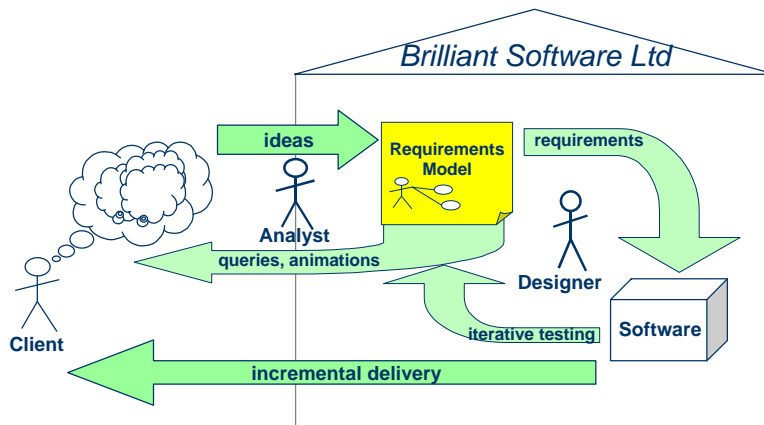 Brilliant Software Ltd
ideas
Requirements
Model
requirements
Analyst
queries, animations
Designer
Client
iterative testing
Software
incremental delivery